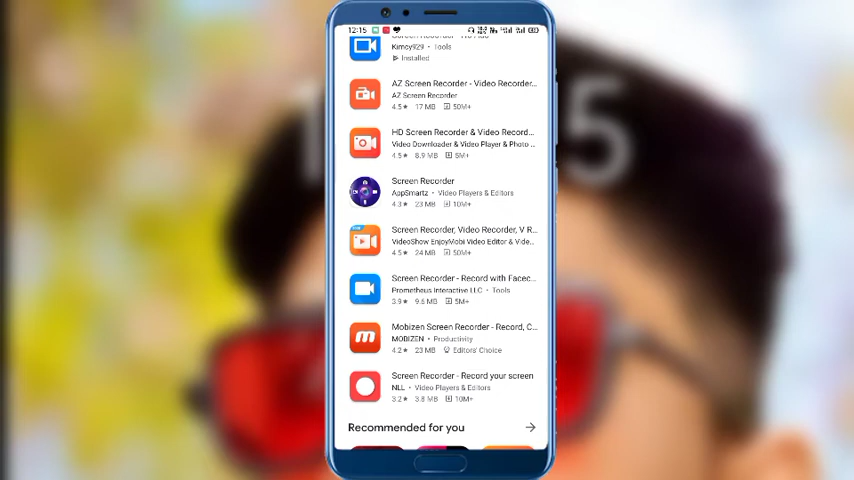 12:15
Kimcy929 • Tools
Installed
AZ Screen Recorder - Video Recorder...
AZ Screen Recorder
4.5★ 17 MB 50M+
HD Screen Recorder & Video Record...
Video Downloader & Video Player & Photo ...
4.5★ 8.9 MB 5M+
Screen Recorder
AppSmartz • Video Players & Editors
4.3★ 23 MB 10M+
Screen Recorder, Video Recorder, V R...
VideoShow EnjoyMobi Video Editor & Vide...
4.5★ 24 MB 50M+
Screen Recorder - Record with Facec...
Prometheus Interactive LLC • Tools
3.9★ 9.6 MB 5M+
Mobizen Screen Recorder - Record, C...
MOBIZEN • Productivity
4.2★ 23 MB Editors' Choice
Screen Recorder - Record your screen
NLL • Video Players & Editors
3.2★ 3.8 MB 10M+
Recommended for you